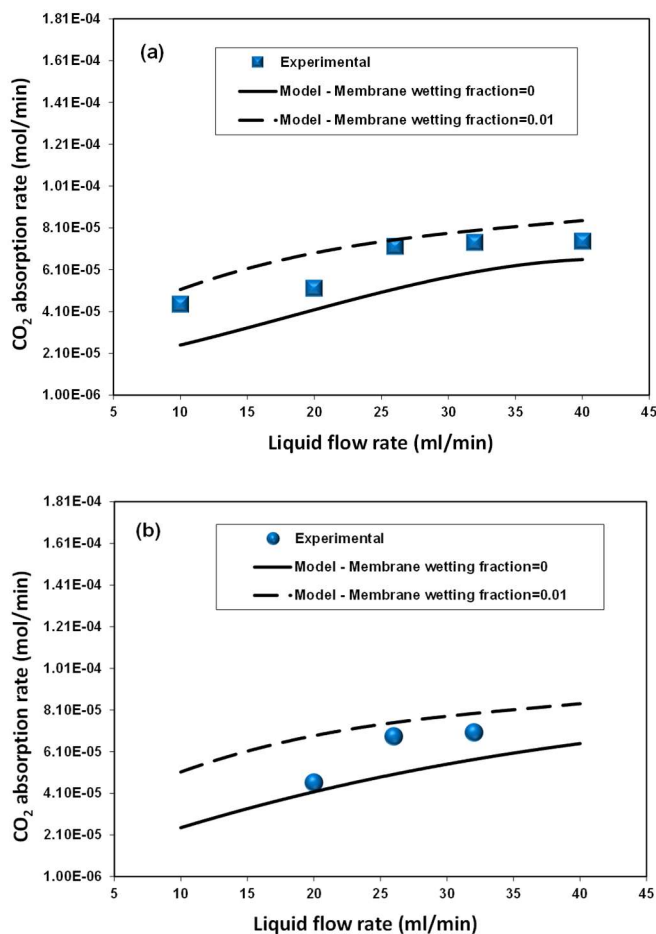 (a)
Experimental
Model - Membrane wetting fraction=0
Model - Membrane wetting fraction=0.01
CO2 absorption rate (mol/min)
1.81E-04
1.61E-04
1.41E-04
1.21E-04
1.01E-04
8.10E-05
6.10E-05
4.10E-05
2.10E-05
1.00E-06
5 10 15 20 25 30 35 40 45
Liquid flow rate (ml/min)
(b)
Experimental
Model - Membrane wetting fraction=0
Model - Membrane wetting fraction=0.01
CO2 absorption rate (mol/min)
1.81E-04
1.61E-04
1.41E-04
1.21E-04
1.01E-04
8.10E-05
6.10E-05
4.10E-05
2.10E-05
1.00E-06
5 10 15 20 25 30 35 40 45
Liquid flow rate (ml/min)